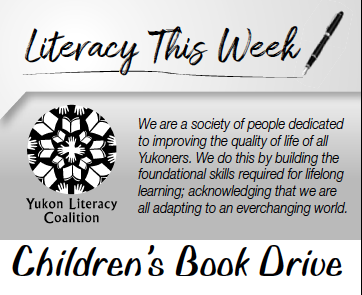 Literacy This Week
We are a society of people dedicated
to improving the quality of life of all
Yukoners. We do this by building the
foundational skills required for lifelong
learning; acknowledging that we are
all adapting to an everchanging world.
Yukon Literacy
Coalition
Children's Book Drive